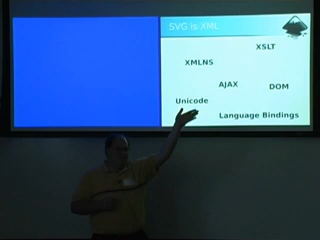 SVG is XML
XSLT
XMLNS
AJAX
DOM
Unicode
Language Bindings